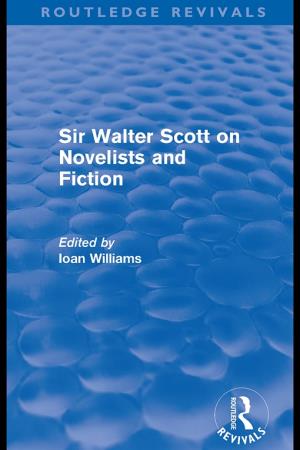 ROUTLEDGE REVIVALS
Sir Walter Scott on
Novelists and
Fiction
Edited by
Ioan Williams
ROUTLEDGE
REVIVALS